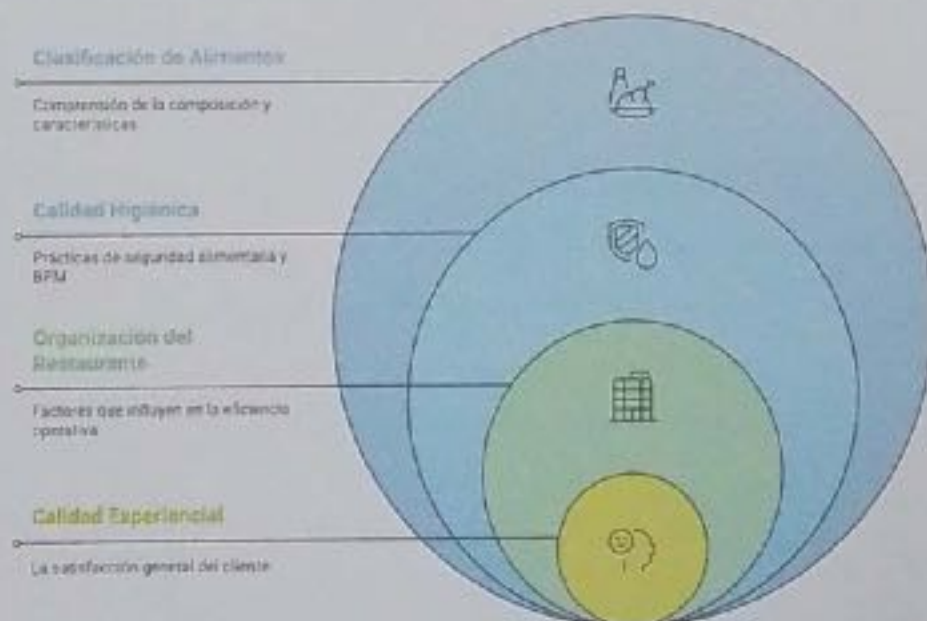 Clasificación de Alimentos
Comprensión de la composición y
características
Calidad Higiénica
Prácticas de seguridad alimentaria y
BPM
Organización del
Restaurante
Factores que influyen en la eficiencia
operativa
Calidad Experiencial
La satisfacción general del cliente